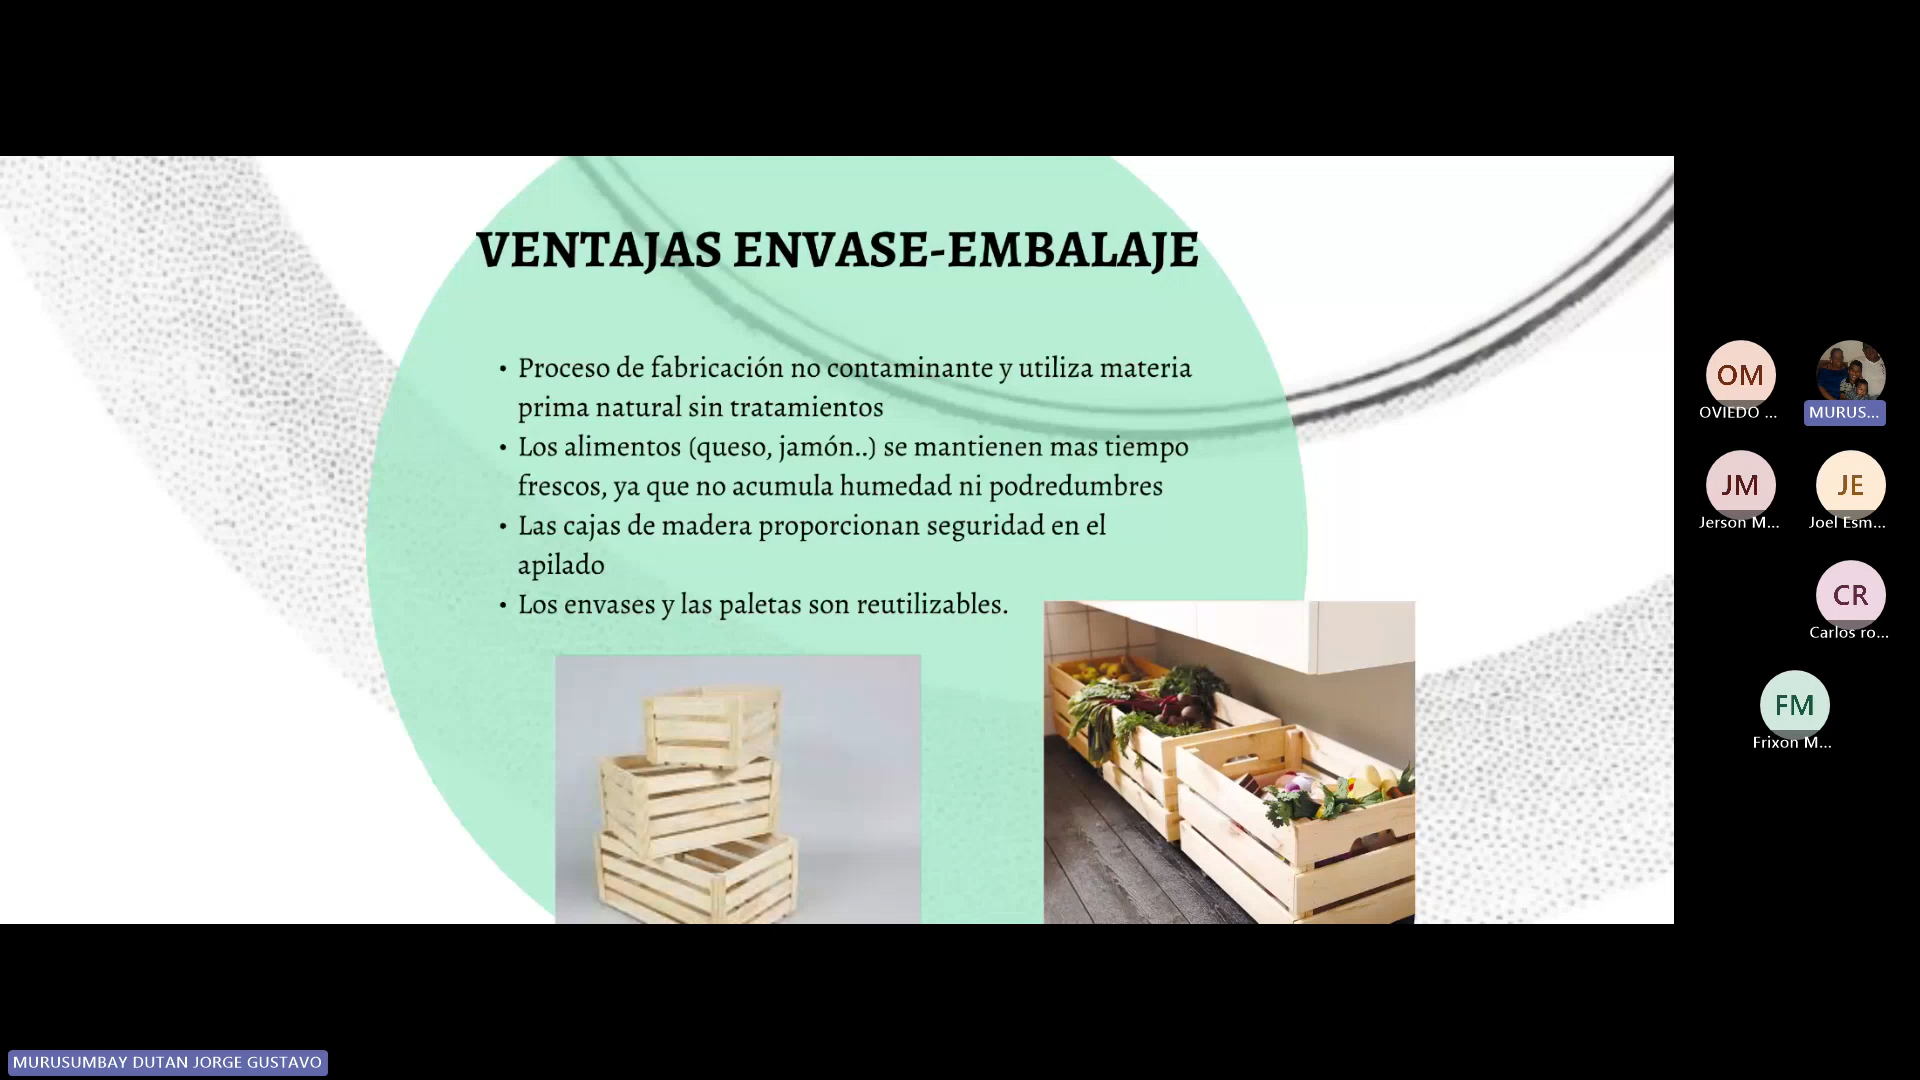 VENTAJAS ENVASE-EMBALAJE
• Proceso de fabricación no contaminante y utiliza materia
prima natural sin tratamientos
• Los alimentos (queso, jamón..) se mantienen mas tiempo
frescos, ya que no acumula humedad ni podredumbres
• Las cajas de madera proporcionan seguridad en el
apilado
• Los envases y las paletas son reutilizables.
OM
OVIEDO ...
MURUS...
JM
Jerson M...
JE
Joel Esm...
CR
Carlos ro...
FM
Frixon M...
MURUSUMBAY DUTAN JORGE GUSTAVO